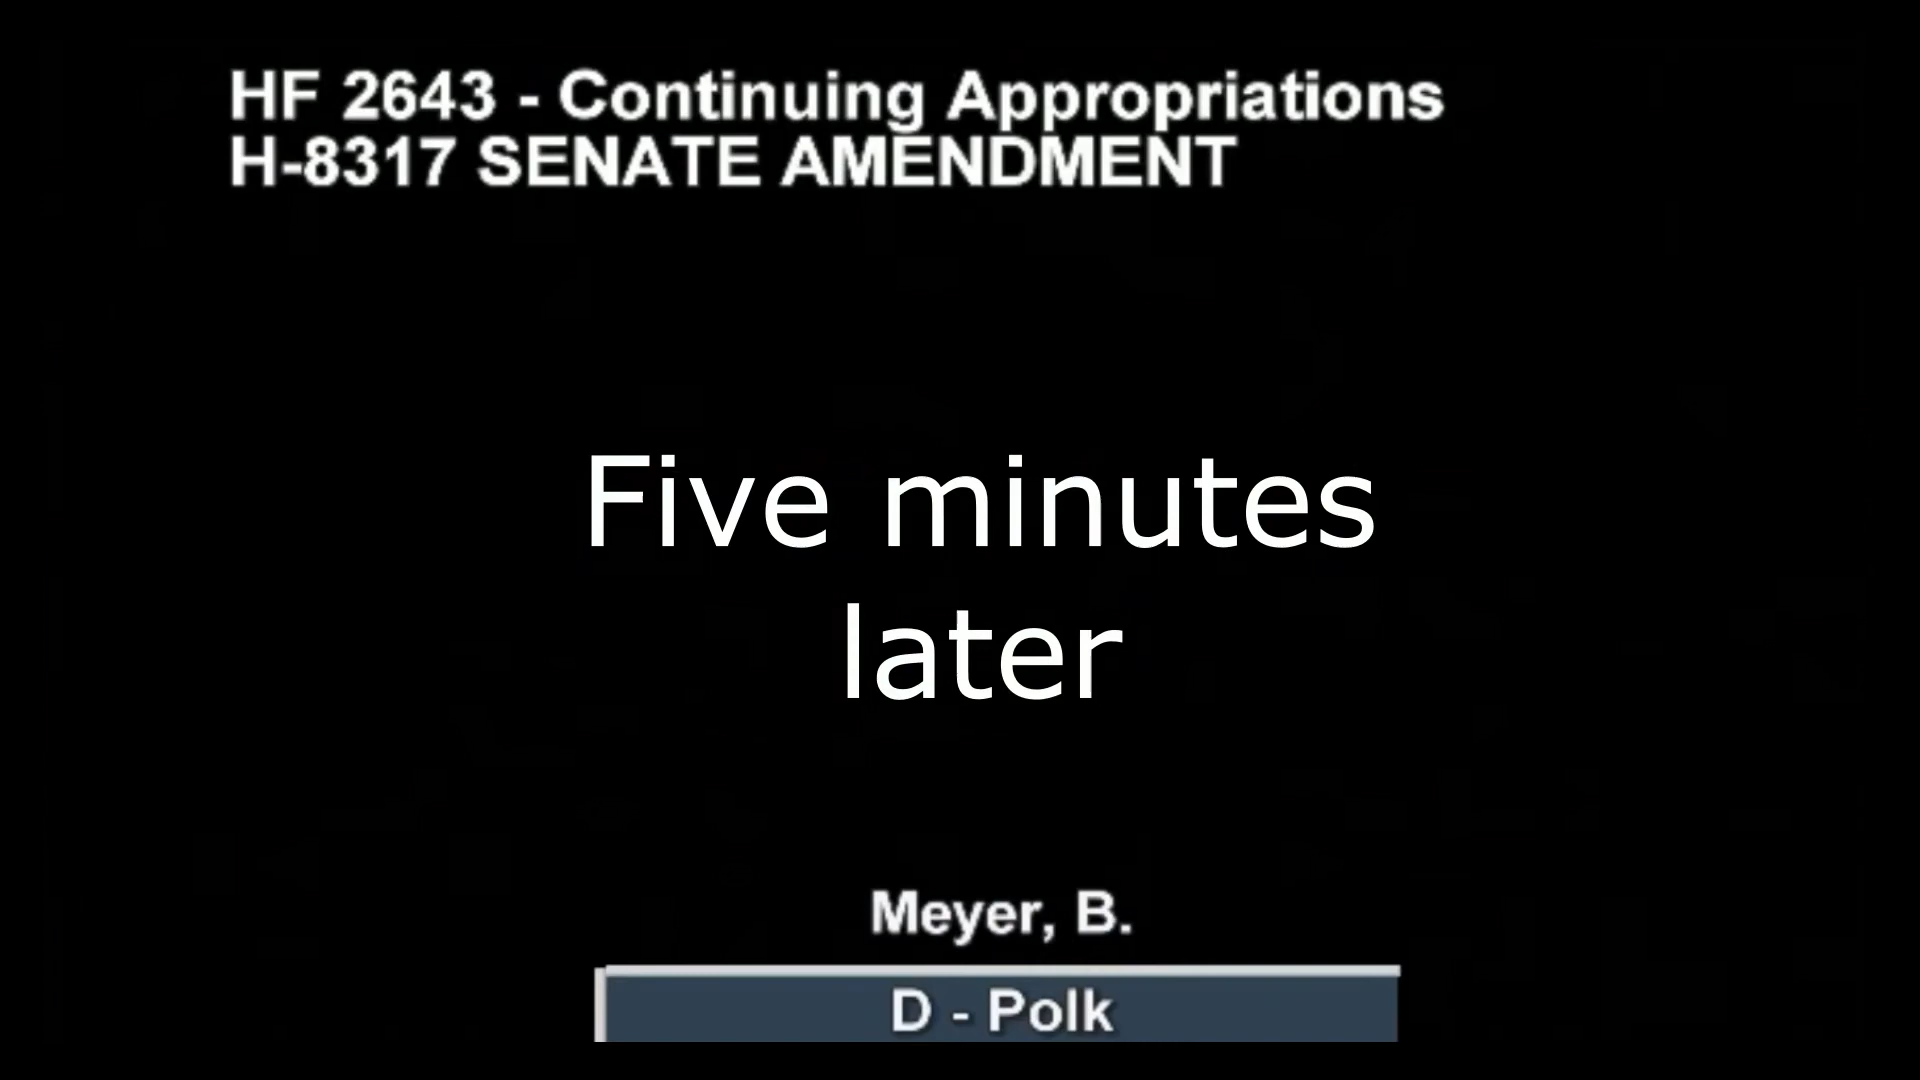 HF 2643 - Continuing Appropriations
H-8317 SENATE AMENDMENT
Five minutes
later
Meyer, B.
D - Polk